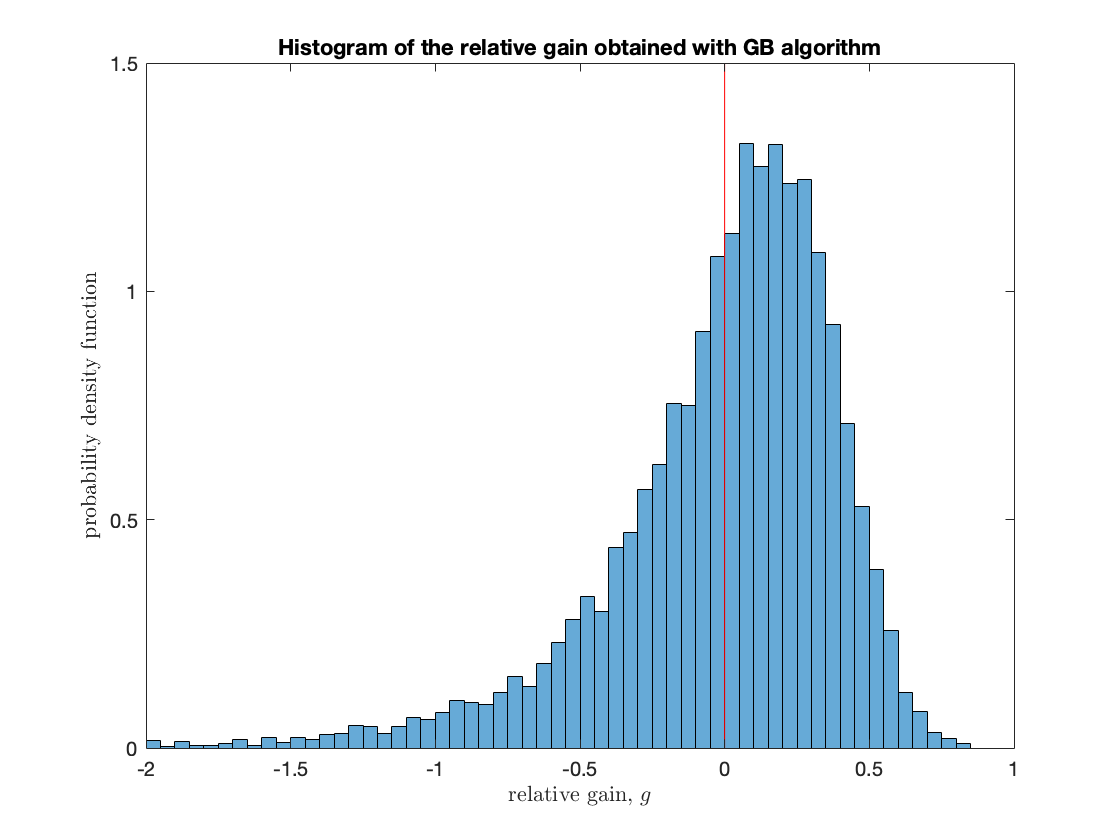 Histogram of the relative gain obtained with GB algorithm
1.5
1
0.5
0
probability density function
-2 -1.5 -1 -0.5 0 0.5 1
relative gain, g